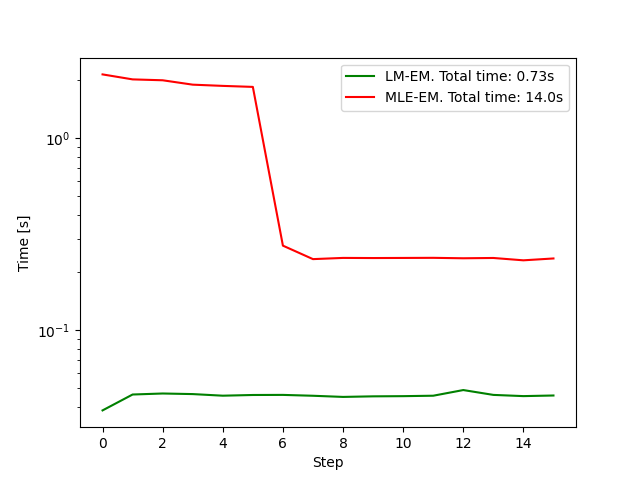 LM-EM. Total time: 0.73s
MLE-EM. Total time: 14.0s
10⁰
10⁻¹
Time [s]
0 2 4 6 8 10 12 14
Step